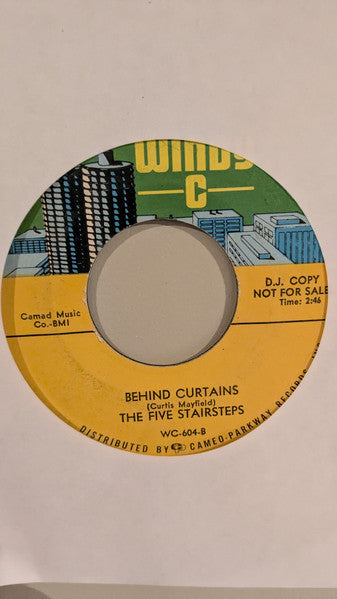 WINDY
C
D.J. COPY
NOT FOR SALE
Time: 2:46
Camad Music
Co.-BMI
BEHIND CURTAINS
(Curtis Mayfield)
THE FIVE STAIRSTEPS
WC-604-B
DISTRIBUTED BY CAMEO-PARKWAY RECORDS, INC.